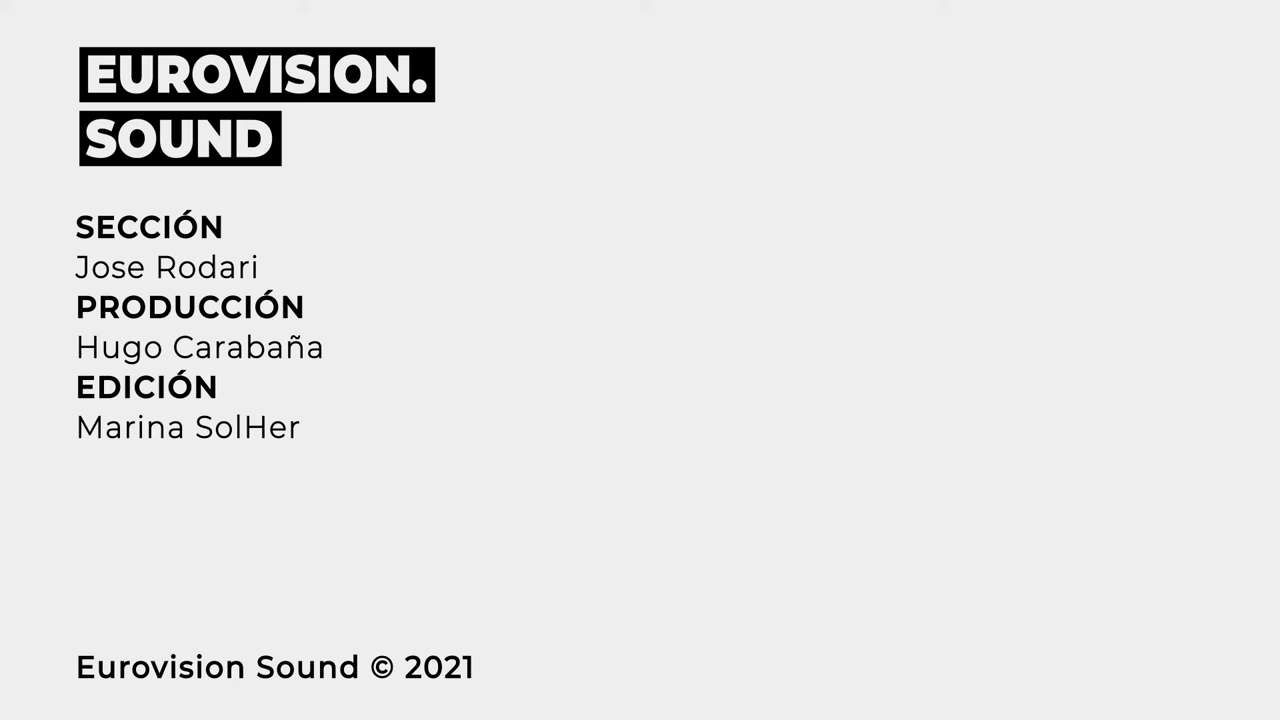 EUROVISION.
SOUND
SECCIÓN
Jose Rodari
PRODUCCIÓN
Hugo Carabaña
EDICIÓN
Marina SolHer
Eurovision Sound © 2021